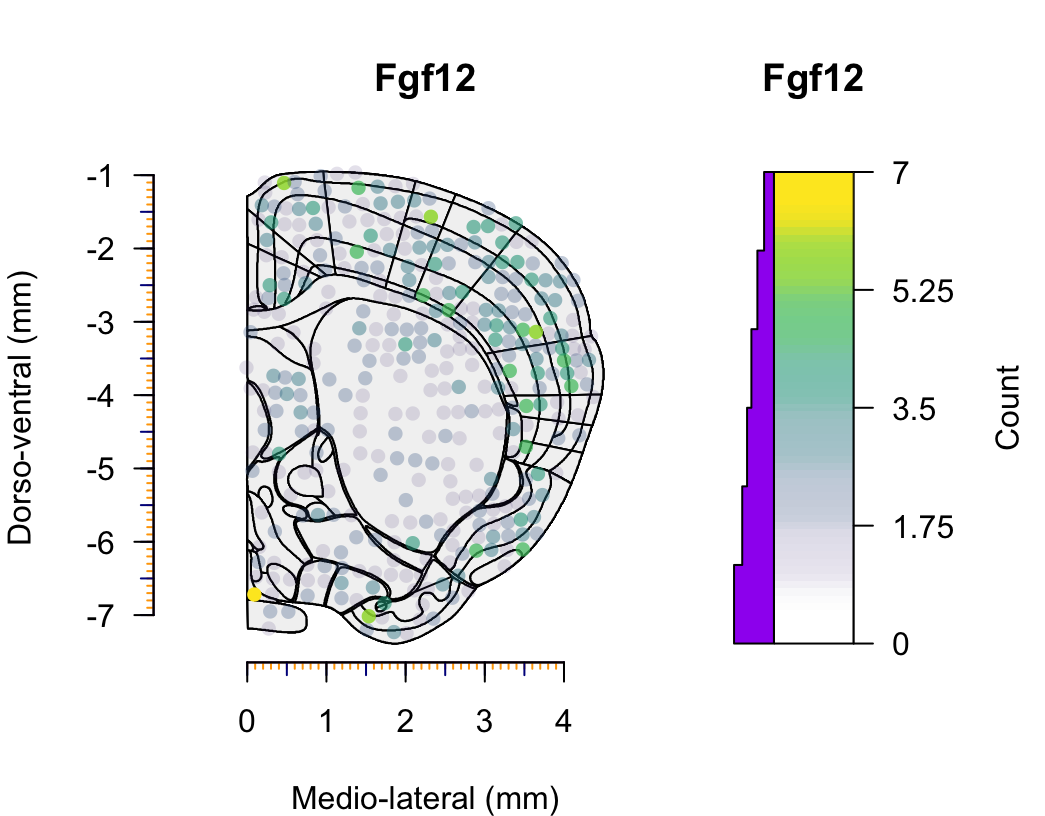 Fgf12
Fgf12
Dorso-ventral (mm)
-1
-2
-3
-4
-5
-6
-7
0 1 2 3 4
Medio-lateral (mm)
7
5.25
3.5
1.75
0
Count